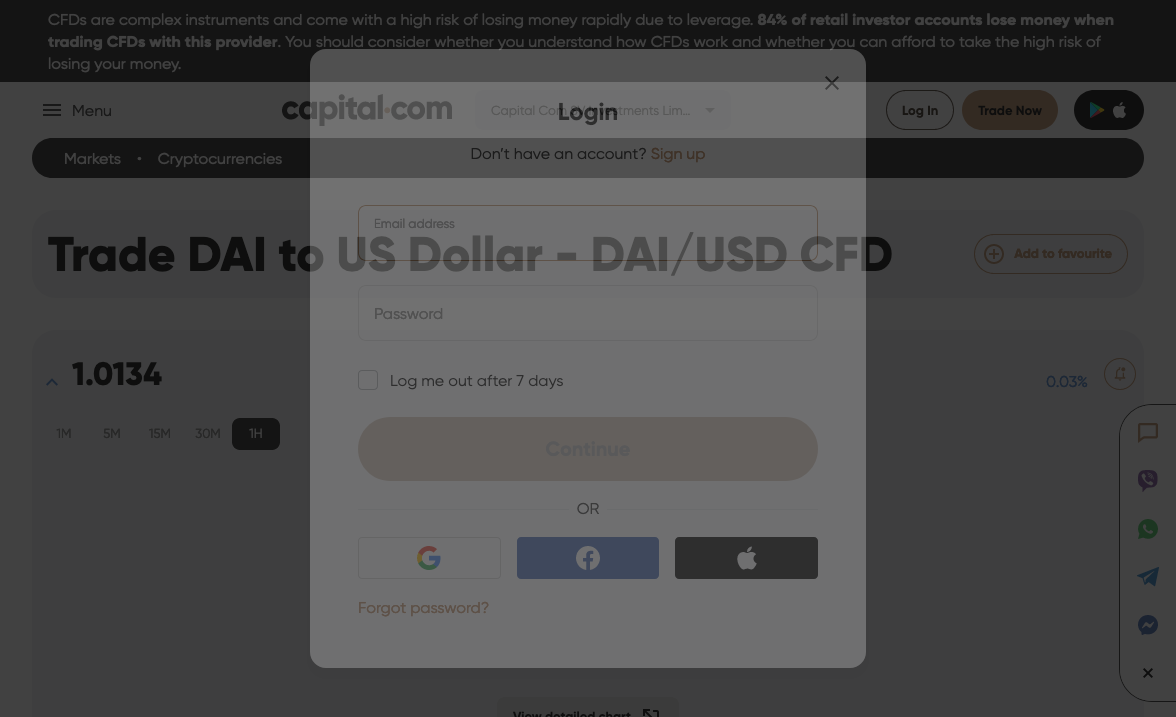 CFDs are complex instruments and come with a high risk of losing money rapidly due to leverage. 84% of retail investor accounts lose money when
trading CFDs with this provider. You should consider whether you understand how CFDs work and whether you can afford to take the high risk of
losing your money.
Menu
capital.com
Capital Com
stments Lim...
Log In
Trade Now
Login
Markets
Cryptocurrencies
Don't have an account? Sign up
Email address
Trade DAI to US Dollar - DAI/USD CFD
Add to favourite
Password
1.0134
0.03%
Log me out after 7 days
1M 5M 15M 30M 1H
Continue
OR
Forgot password?
View detailed chart